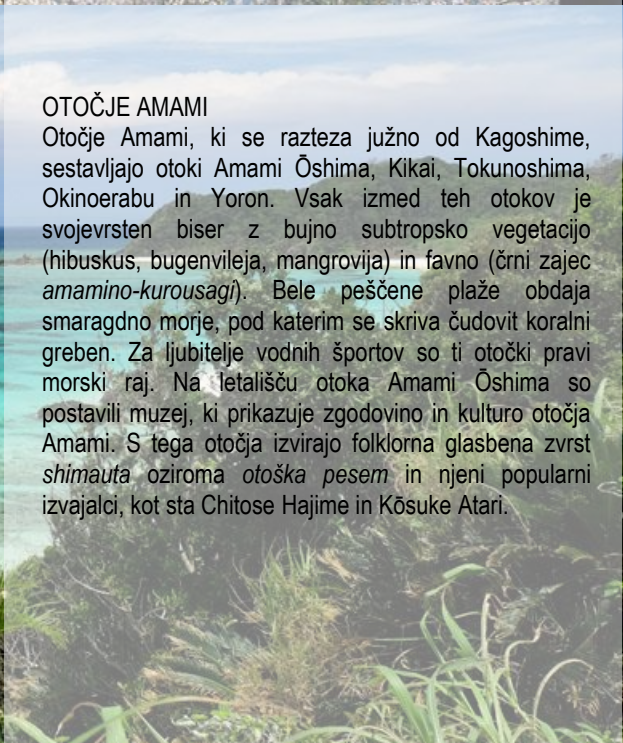 OTOČJE AMAMI
Otočje Amami, ki se razteza južno od Kagoshime,
sestavljajo otoki Amami Ōshima, Kikai, Tokunoshima,
Okinoerabu in Yoron. Vsak izmed teh otokov je
svojevrsten biser z bujno subtropsko vegetacijo
(hibuskus, bugenvileja, mangrovija) in favno (črni zajec
amamino-kurousagi). Bele peščene plaže obdaja
smaragdno morje, pod katerim se skriva čudovit koralni
greben. Za ljubitelje vodnih športov so ti otočki pravi
morski raj. Na letališču otoka Amami Ōshima so
postavili muzej, ki prikazuje zgodovino in kulturo otočja
Amami. S tega otočja izvirajo folklorna glasbena zvrst
shimauta oziroma otoška pesem in njeni popularni
izvajalci, kot sta Chitose Hajime in Kōsuke Atari.